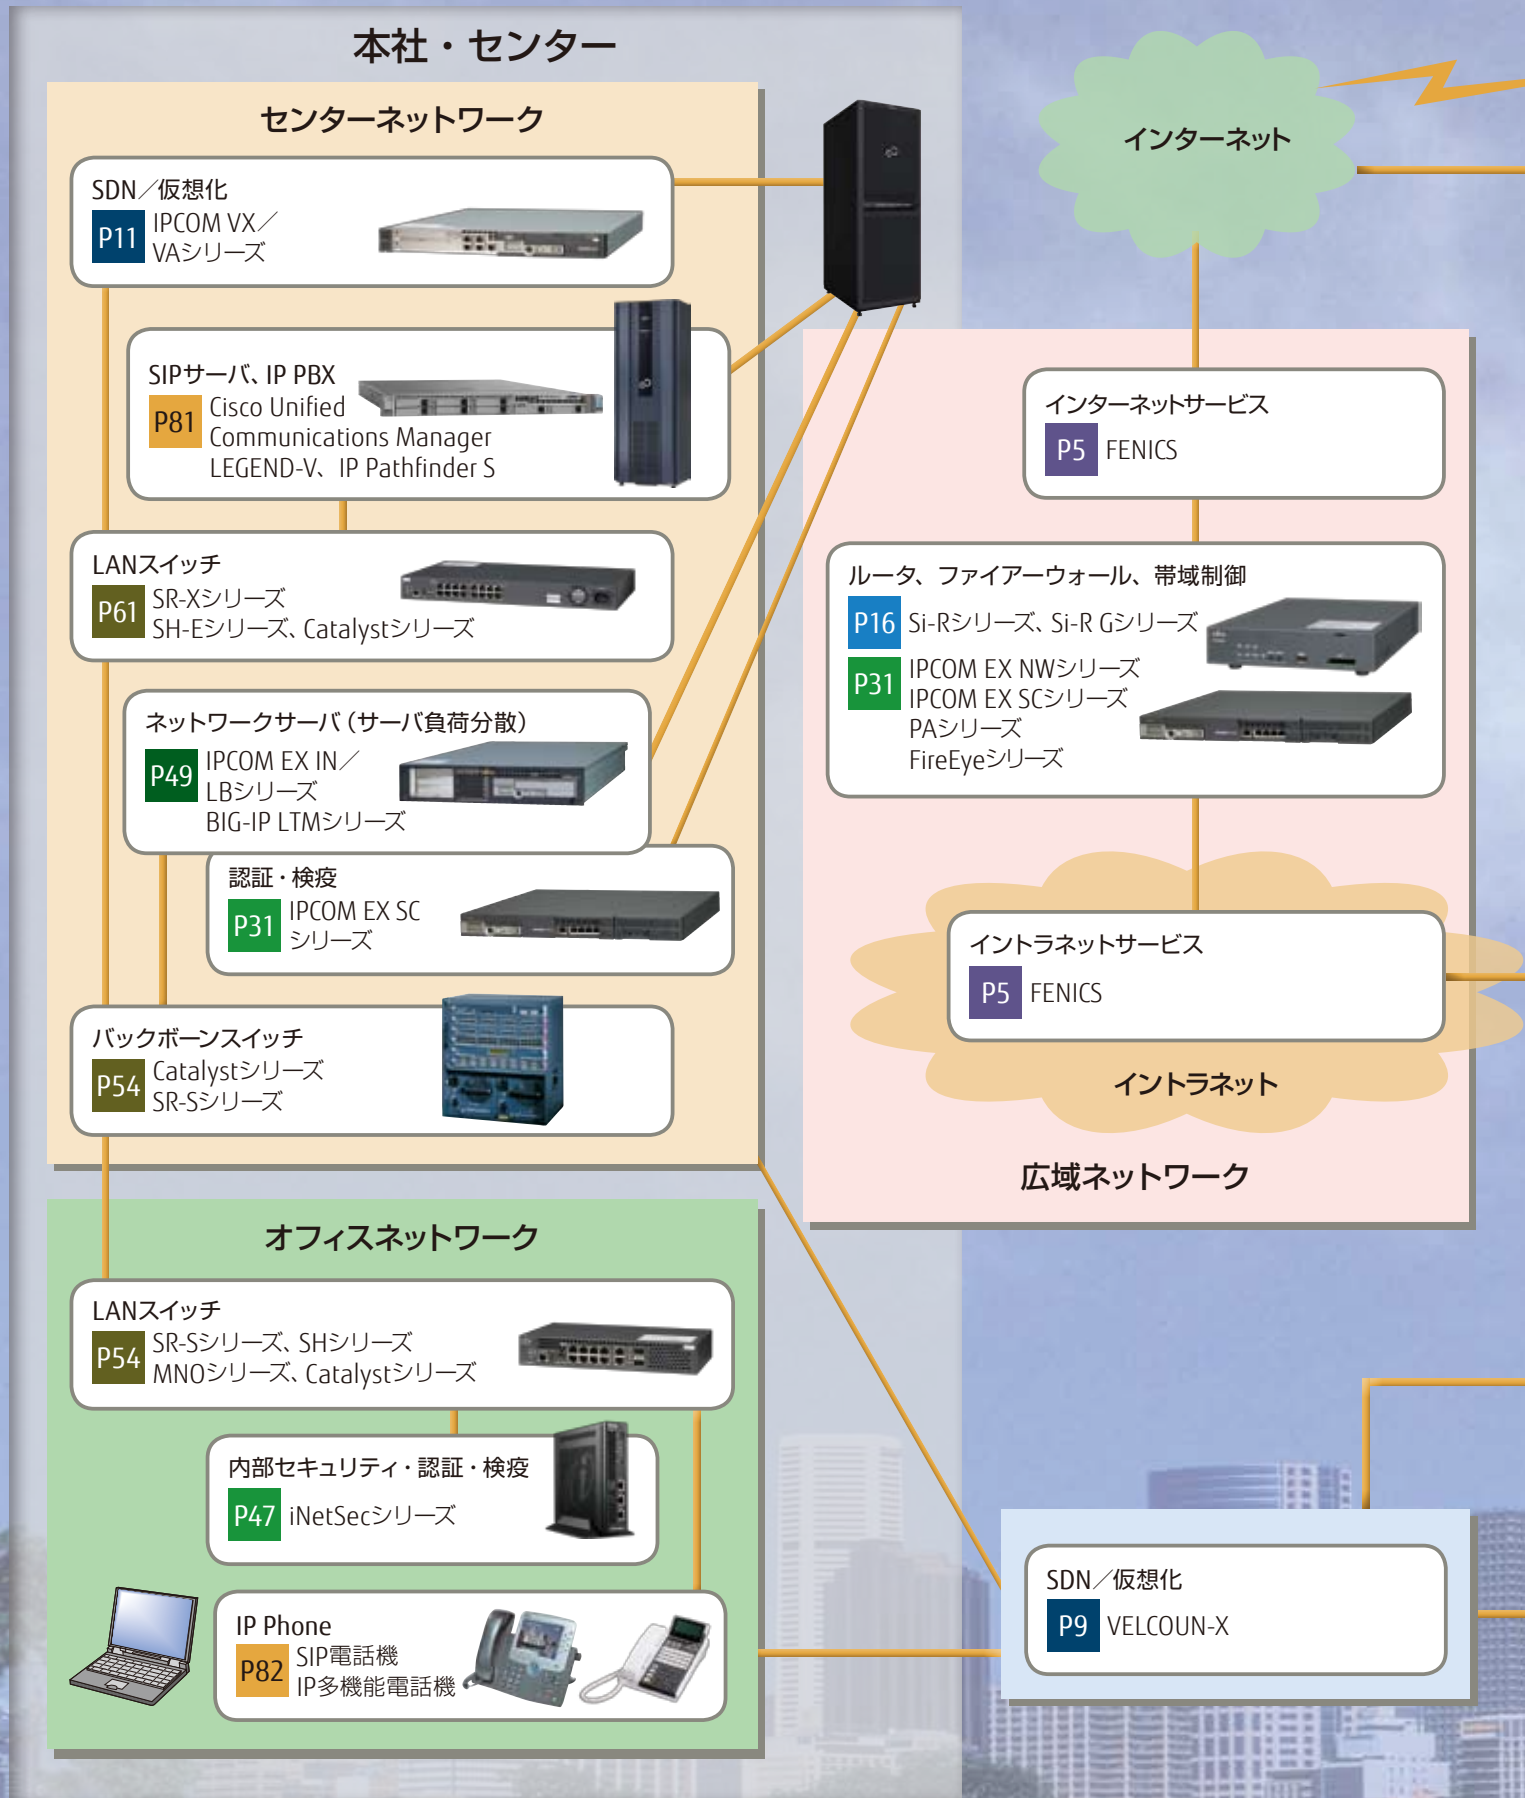 本社・センター
センターネットワーク
SDN／仮想化
P11
IPCOM VX／
VAシリーズ
SIPサーバ、IP PBX
P81
Cisco Unified
Communications Manager
LEGEND-V、IP Pathfinder S
LANスイッチ
P61
SR-Xシリーズ
SH-Eシリーズ、Catalystシリーズ
ネットワークサーバ（サーバ負荷分散）
P49
IPCOM EX IN／
LBシリーズ
BIG-IP LTMシリーズ
認証・検疫
P31
IPCOM EX SC
シリーズ
バックボーンスイッチ
P54
Catalystシリーズ
SR-Sシリーズ
オフィスネットワーク
LANスイッチ
P54
SR-Sシリーズ、SHシリーズ
MNOシリーズ、Catalystシリーズ
内部セキュリティ・認証・検疫
P47
iNetSecシリーズ
IP Phone
P82
SIP電話機
IP多機能電話機
インターネット
インターネットサービス
P5
FENICS
ルータ、ファイアーウォール、帯域制御
P16
Si-Rシリーズ、Si-R Gシリーズ
P31
IPCOM EX NWシリーズ
IPCOM EX SCシリーズ
PAシリーズ
FireEyeシリーズ
イントラネットサービス
P5
FENICS
イントラネット
広域ネットワーク
SDN／仮想化
P9
VELCOUN-X